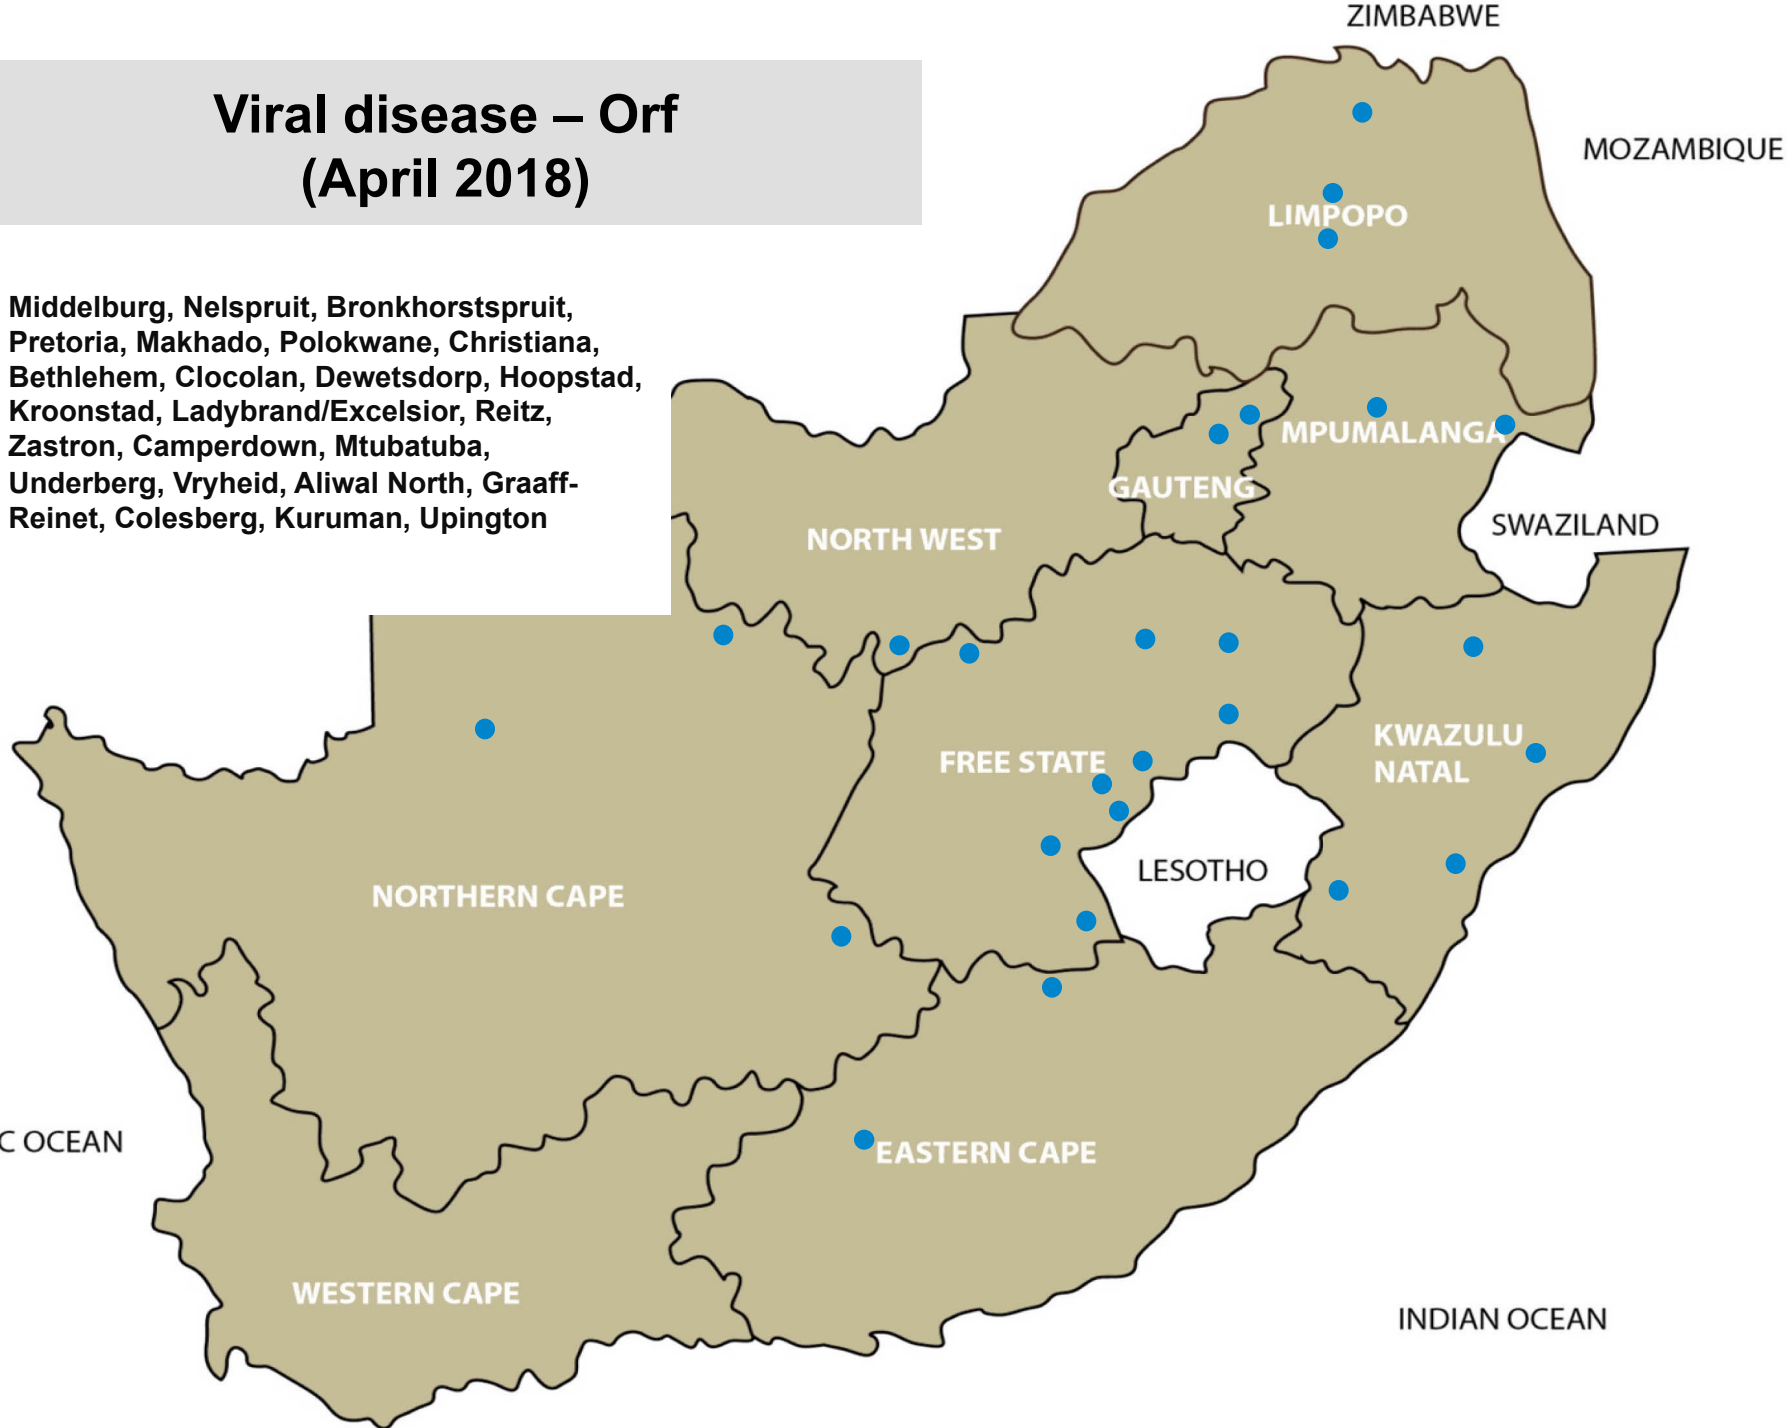 ZIMBABWE
Viral disease – Orf
(April 2018)
MOZAMBIQUE
LIMPOPO
Middelburg, Nelspruit, Bronkhorstspruit,
Pretoria, Makhado, Polokwane, Christiana,
Bethlehem, Clocolan, Dewetsdorp, Hoopstad,
Kroonstad, Ladybrand/Excelsior, Reitz,
Zastron, Camperdown, Mtubatuba,
Underberg, Vryheid, Aliwal North, Graaff-
Reinet, Colesberg, Kuruman, Upington
MPUMALANGA
GAUTENG
NORTH WEST
SWAZILAND
KWAZULU
NATAL
FREE STATE
LESOTHO
NORTHERN CAPE
C OCEAN
EASTERN CAPE
WESTERN CAPE
INDIAN OCEAN